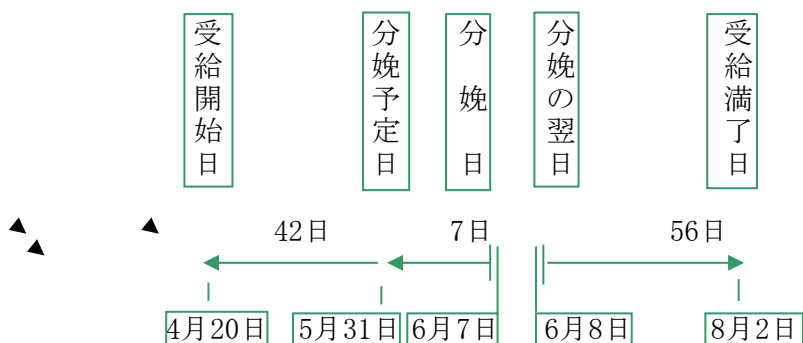 受給開始日
分娩予定日
分娩日
分娩の翌日
受給満了日
42日
7日
56日
4月20日
5月31日
6月7日
6月8日
8月2日